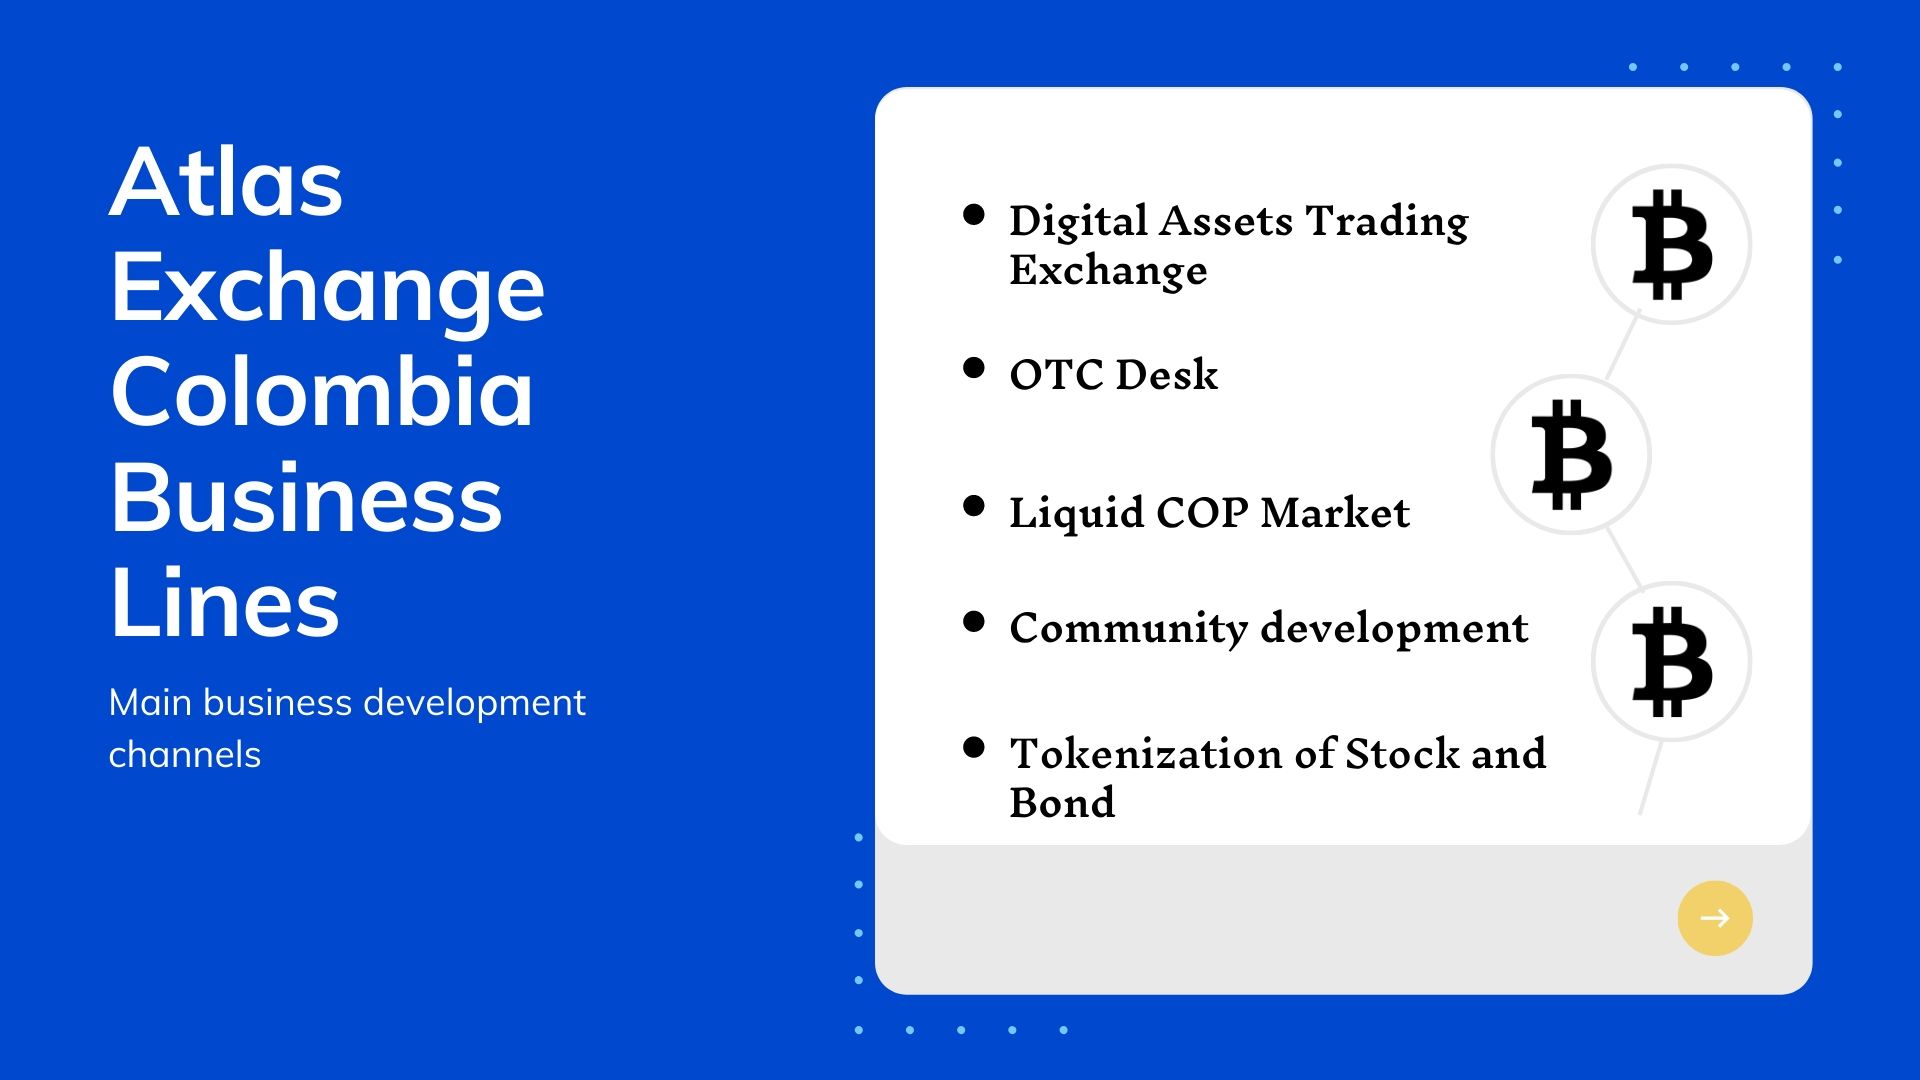 Atlas
Exchange
Colombia
Business
Lines
Main business development
channels
• Digital Assets Trading
Exchange
• OTC Desk
• Liquid COP Market
• Community development
• Tokenization of Stock and
Bond